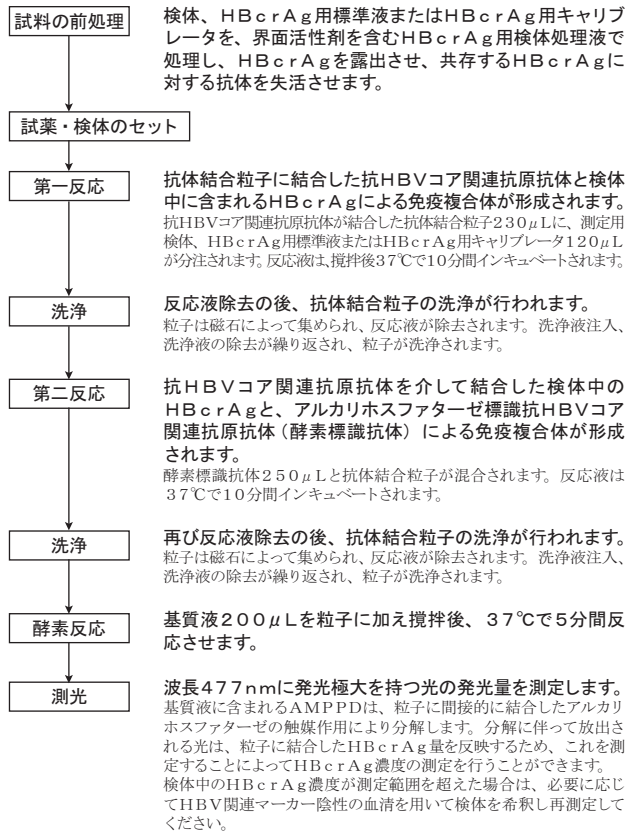 試料の前処理
検体、HBcrAg用標準液またはHBcrAg用キャリブ
レータを、界面活性剤を含むHBcrAg用検体処理液で
処理し、HBcrAgを露出させ、共存するHBcrAgに
対する抗体を失活させます。
試薬・検体のセット
第一反応
抗体結合粒子に結合した抗HBVコア関連抗原抗体と検体
中に含まれるHBcrAgによる免疫複合体が形成されます。
抗HBVコア関連抗原抗体が結合した抗体結合粒子230μLに、測定用
検体、HBcrAg用標準液またはHBcrAg用キャリブレータ120μL
が分注されます。反応液は、攪拌後37℃で10分間インキュベートされます。
洗浄
反応液除去の後、抗体結合粒子の洗浄が行われます。
粒子は磁石によって集められ、反応液が除去されます。洗浄液注入、
洗浄液の除去が繰り返され、粒子が洗浄されます。
第二反応
抗HBVコア関連抗原抗体を介して結合した検体中の
HBcrAgと、アルカリホスファターゼ標識抗HBVコア
関連抗原抗体（酵素標識抗体）による免疫複合体が形成
されます。
酵素標識抗体250μLと抗体結合粒子が混合されます。反応液は
37℃で10分間インキュベートされます。
洗浄
再び反応液除去の後、抗体結合粒子の洗浄が行われます。
粒子は磁石によって集められ、反応液が除去されます。洗浄液注入、
洗浄液の除去が繰り返され、粒子が洗浄されます。
酵素反応
基質液200μLを粒子に加え攪拌後、37℃で5分間反
応させます。
測光
波長477nmに発光極大を持つ光の発光量を測定します。
基質液に含まれるAMPPDは、粒子に間接的に結合したアルカリ
ホスファターゼの触媒作用により分解します。分解に伴って放出さ
れる光は、粒子に結合したHBcrAg量を反映するため、これを測
定することによってHBcrAg濃度の測定を行うことができます。
検体中のHBcrAg濃度が測定範囲を超えた場合は、必要に応じ
てHBV関連マーカー陰性の血清を用いて検体を希釈し再測定して
ください。